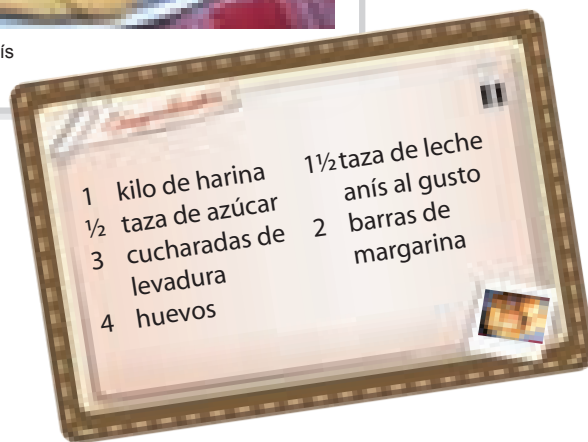 ís
1 kilo de harina
½ taza de azúcar
3 cucharadas de
levadura
4 huevos
1½ taza de leche
anís al gusto
2 barras de
margarina